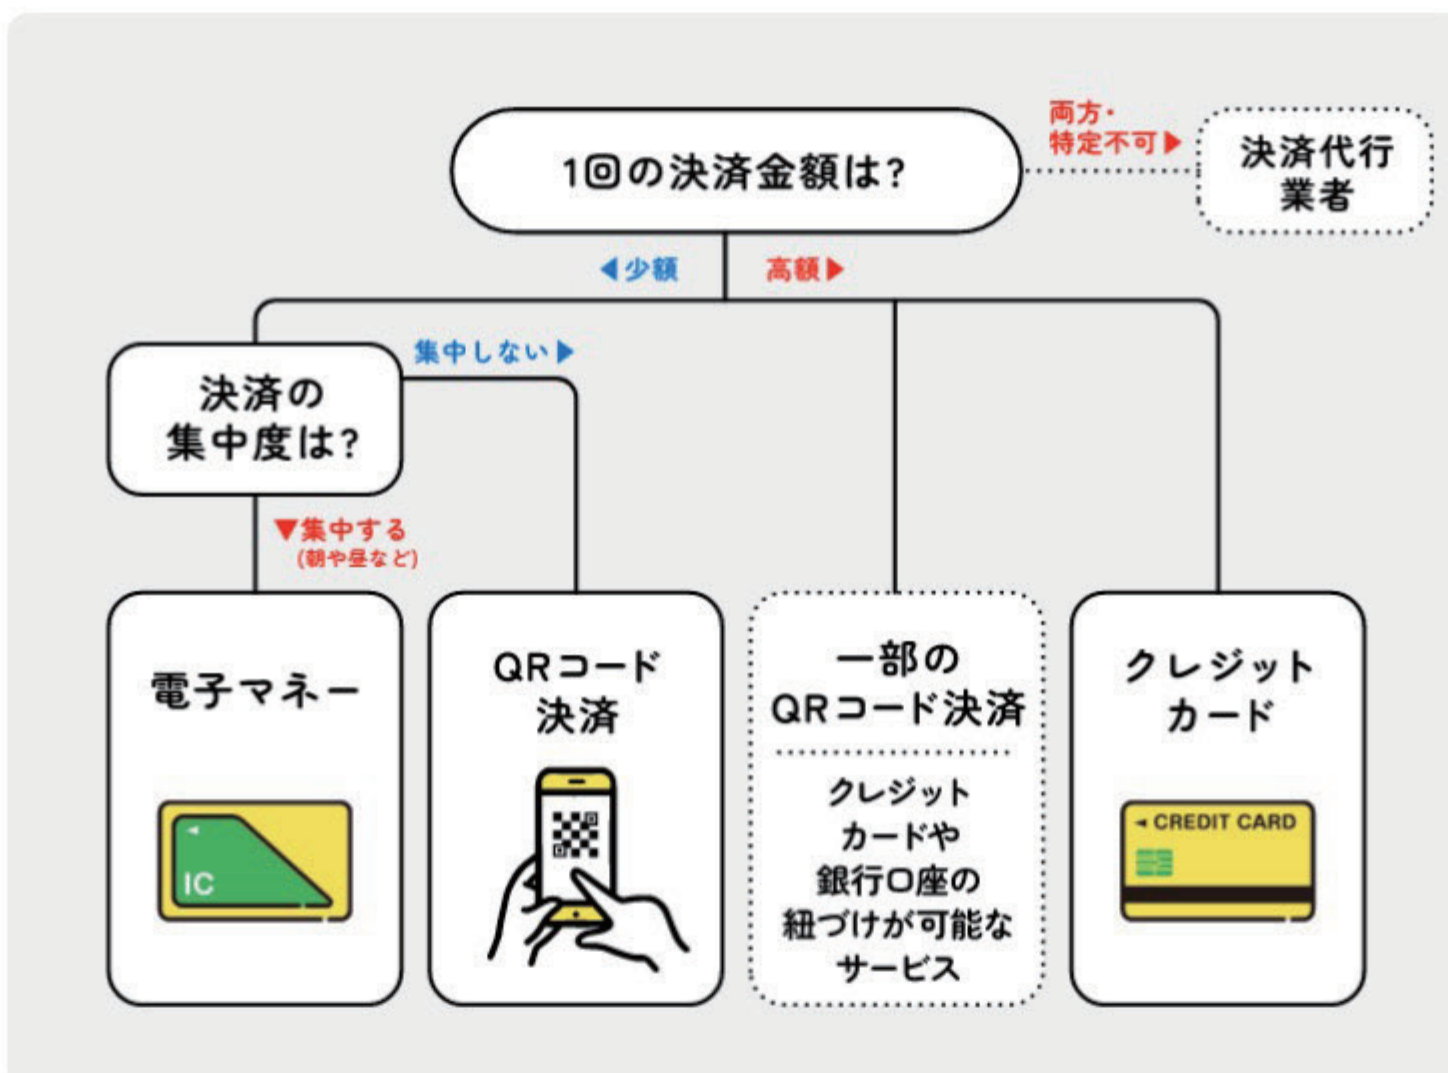 1回の決済金額は?
両方・
特定不可▶
決済代行
業者
◀少額
高額▶
決済の
集中度は?
集中しない▶
▼集中する
(朝や昼など)
電子マネー
IC
QRコード
決済
一部の
QRコード決済
クレジット
カードや
銀行口座の
紐づけが可能な
サービス
クレジット
カード
◀CREDIT CARD